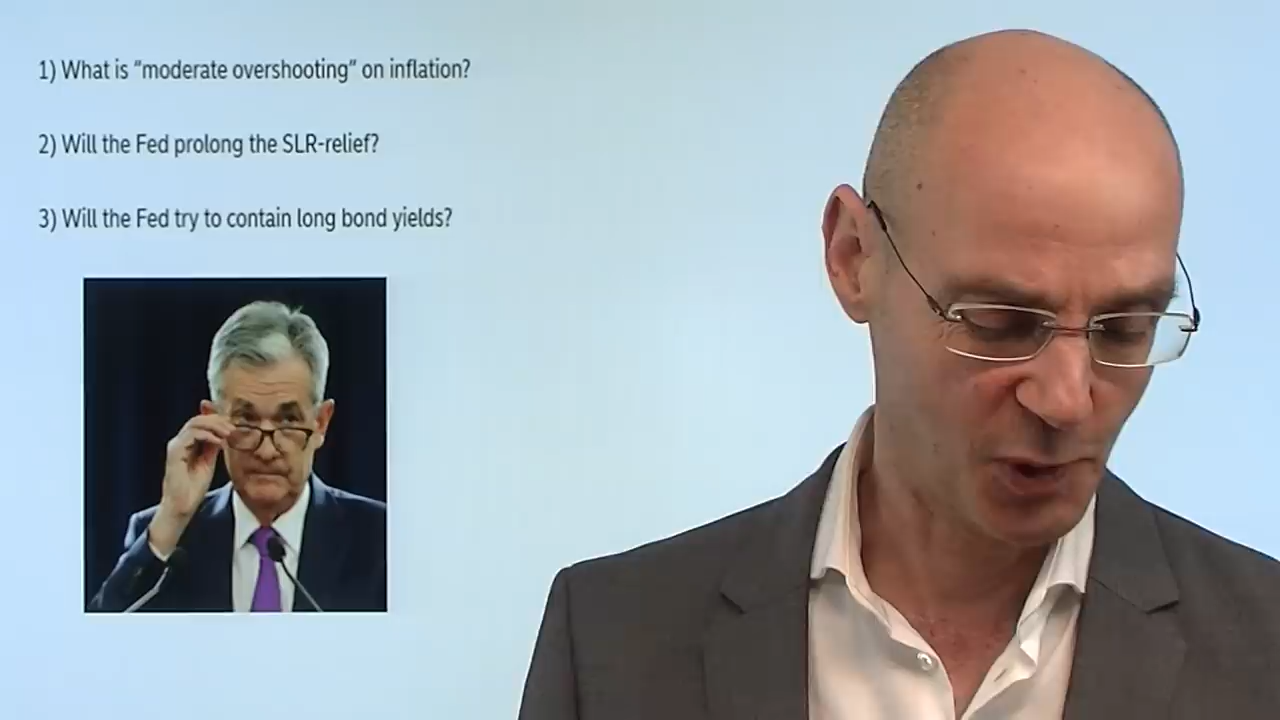 1) What is “moderate overshooting” on inflation?
2) Will the Fed prolong the SLR-relief?
3) Will the Fed try to contain long bond yields?